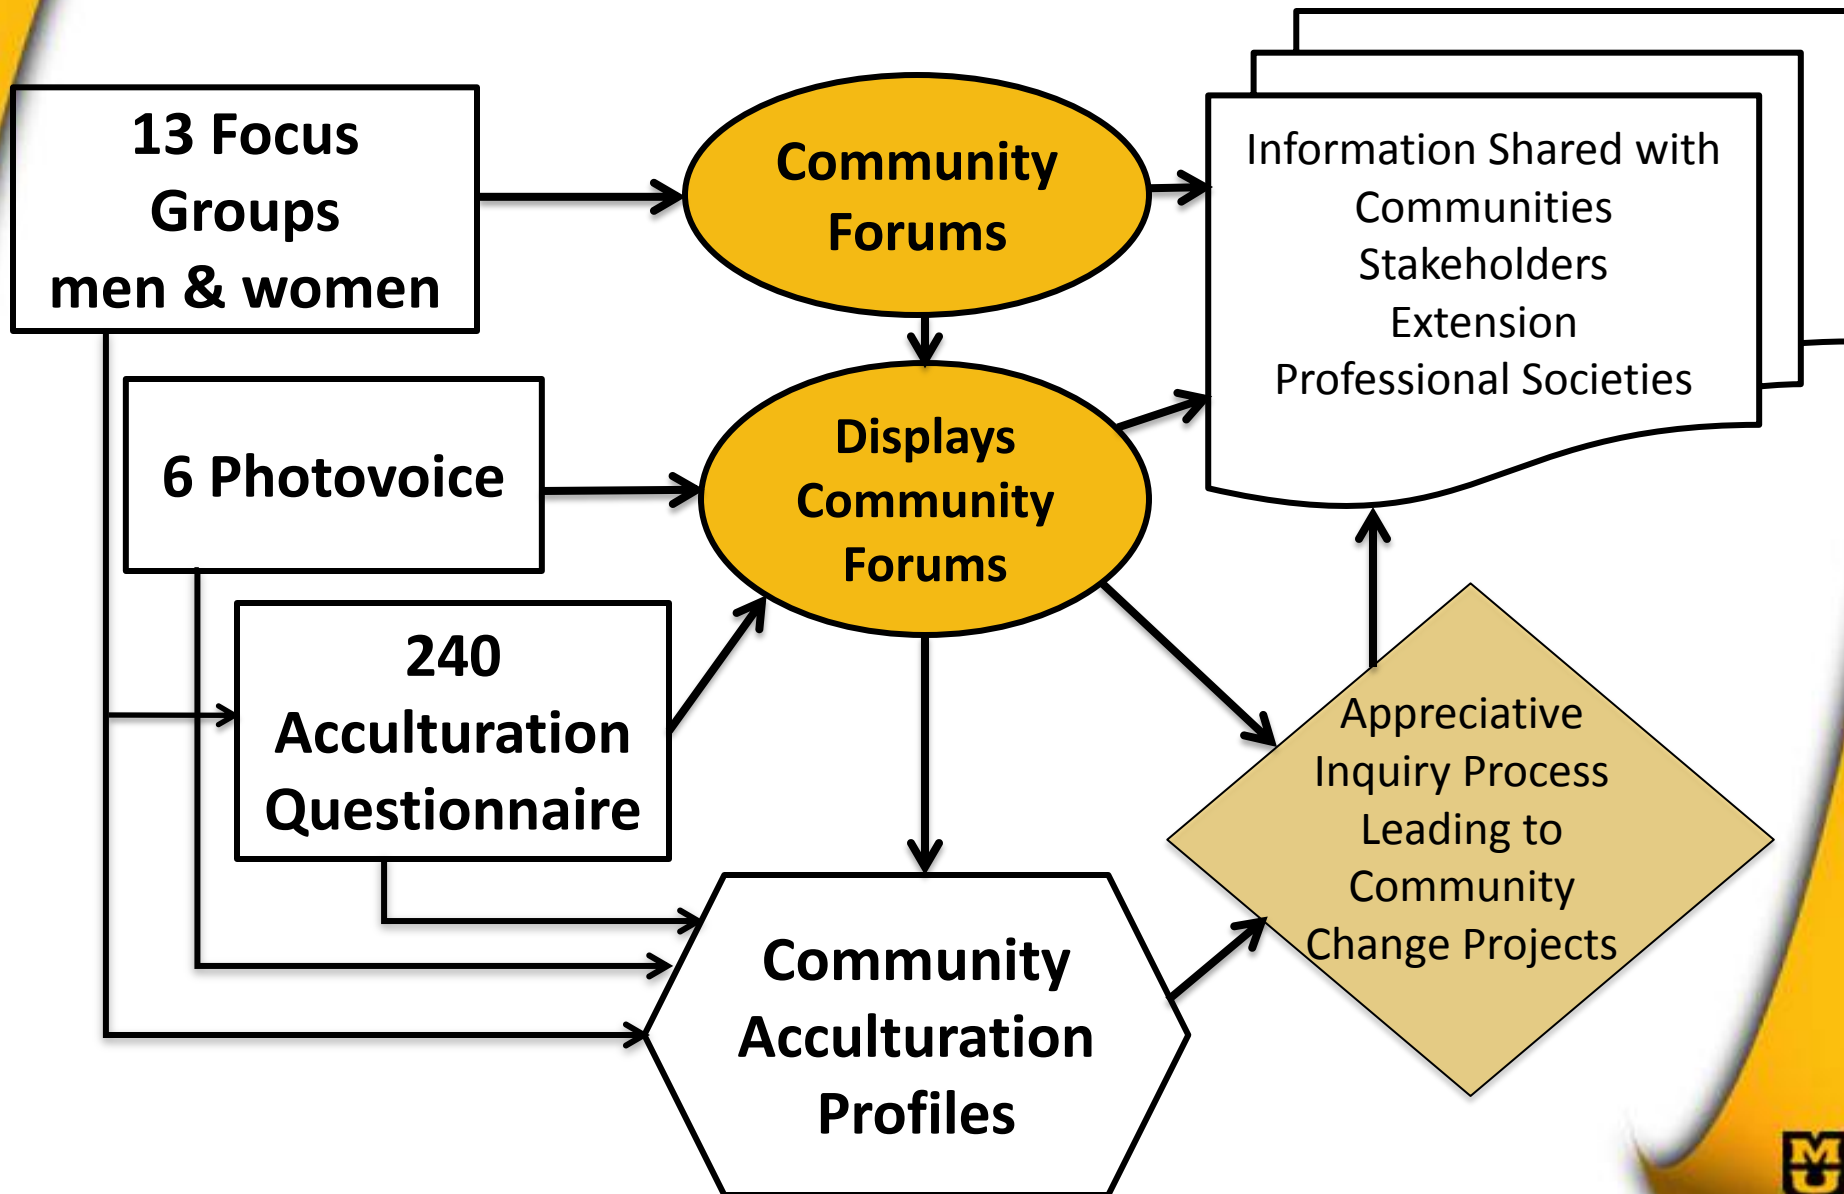 13 Focus
Groups
men & women
Community
Forums
Information Shared with
Communities
Stakeholders
Extension
Professional Societies
6 Photovoice
Displays
Community
Forums
240
Acculturation
Questionnaire
Appreciative
Inquiry Process
Leading to
Community
Change Projects
Community
Acculturation
Profiles
M
U